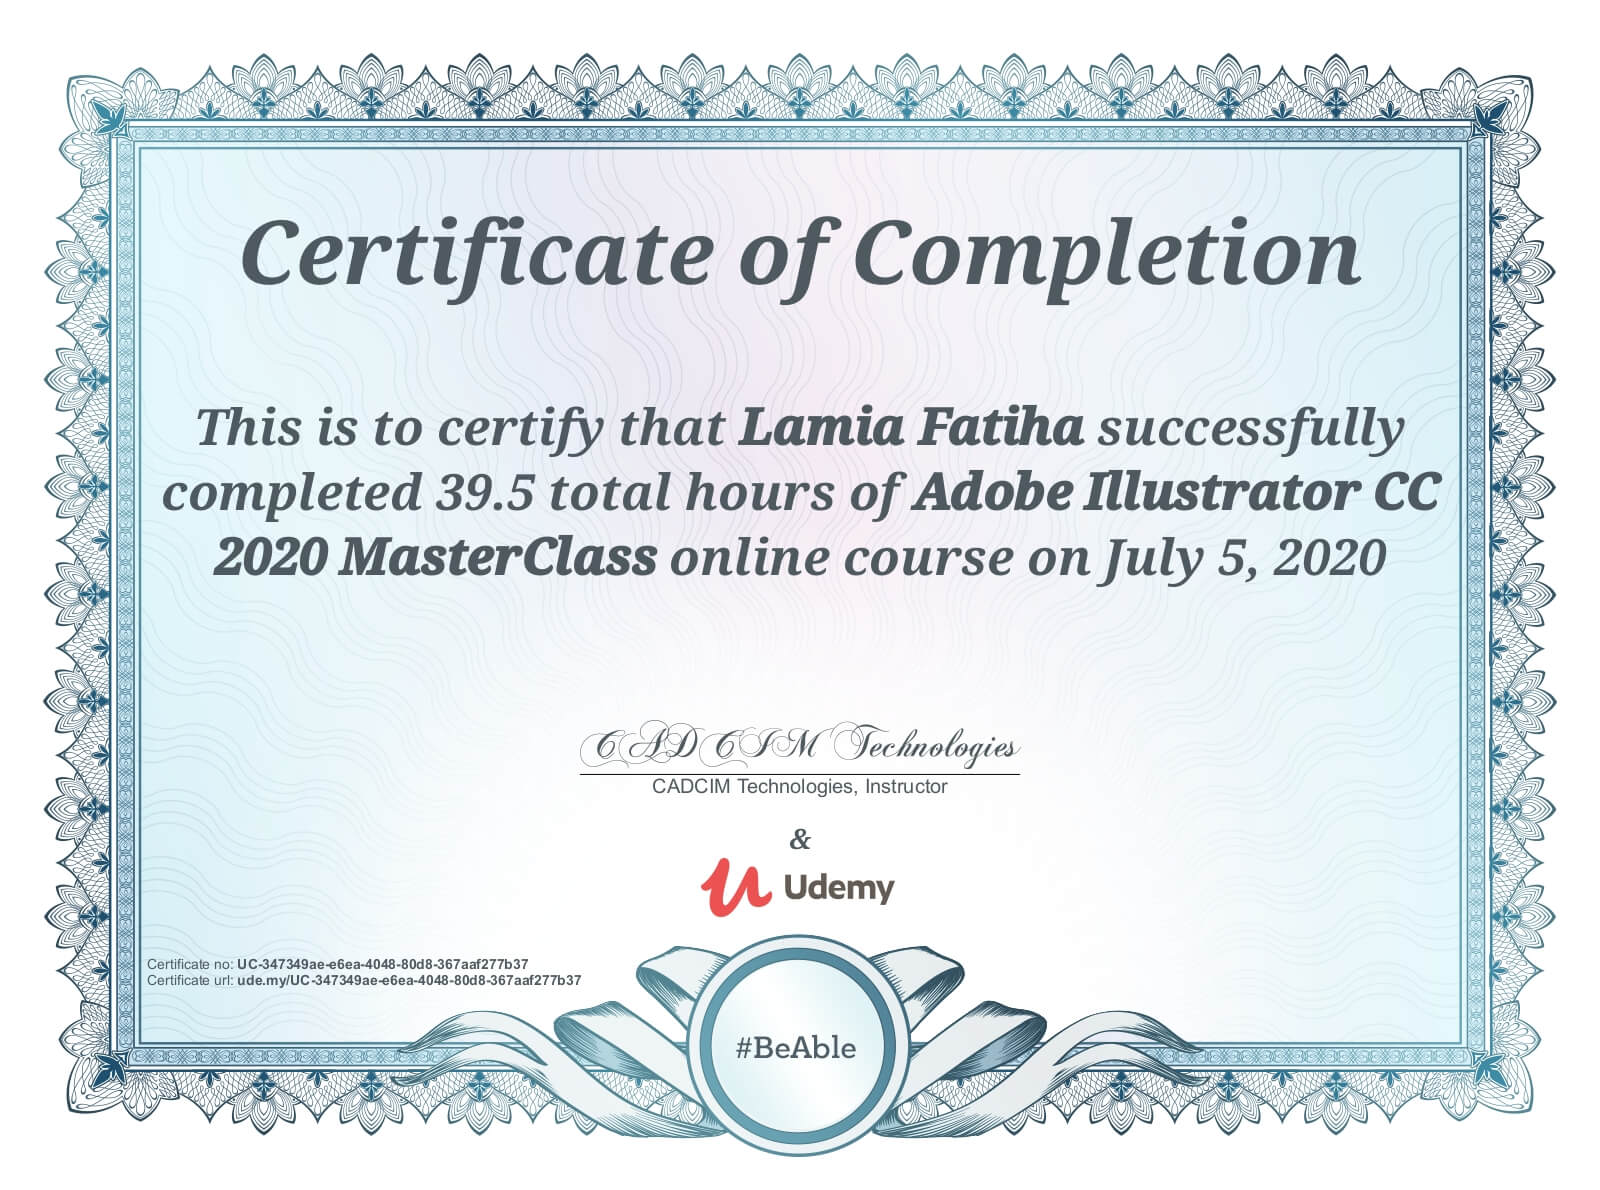 Certificate of Completion
This is to certify that Lamia Fatiha successfully
completed 39.5 total hours of Adobe Illustrator CC
2020 MasterClass online course on July 5, 2020
CADCIM Technologies
CADCIM Technologies, Instructor
&
Udemy
Certificate no: UC-347349ae-e6ea-4048-80d8-367aaf277b37
Certificate url: ude.my/UC-347349ae-e6ea-4048-80d8-367aaf277b37
#BeAble